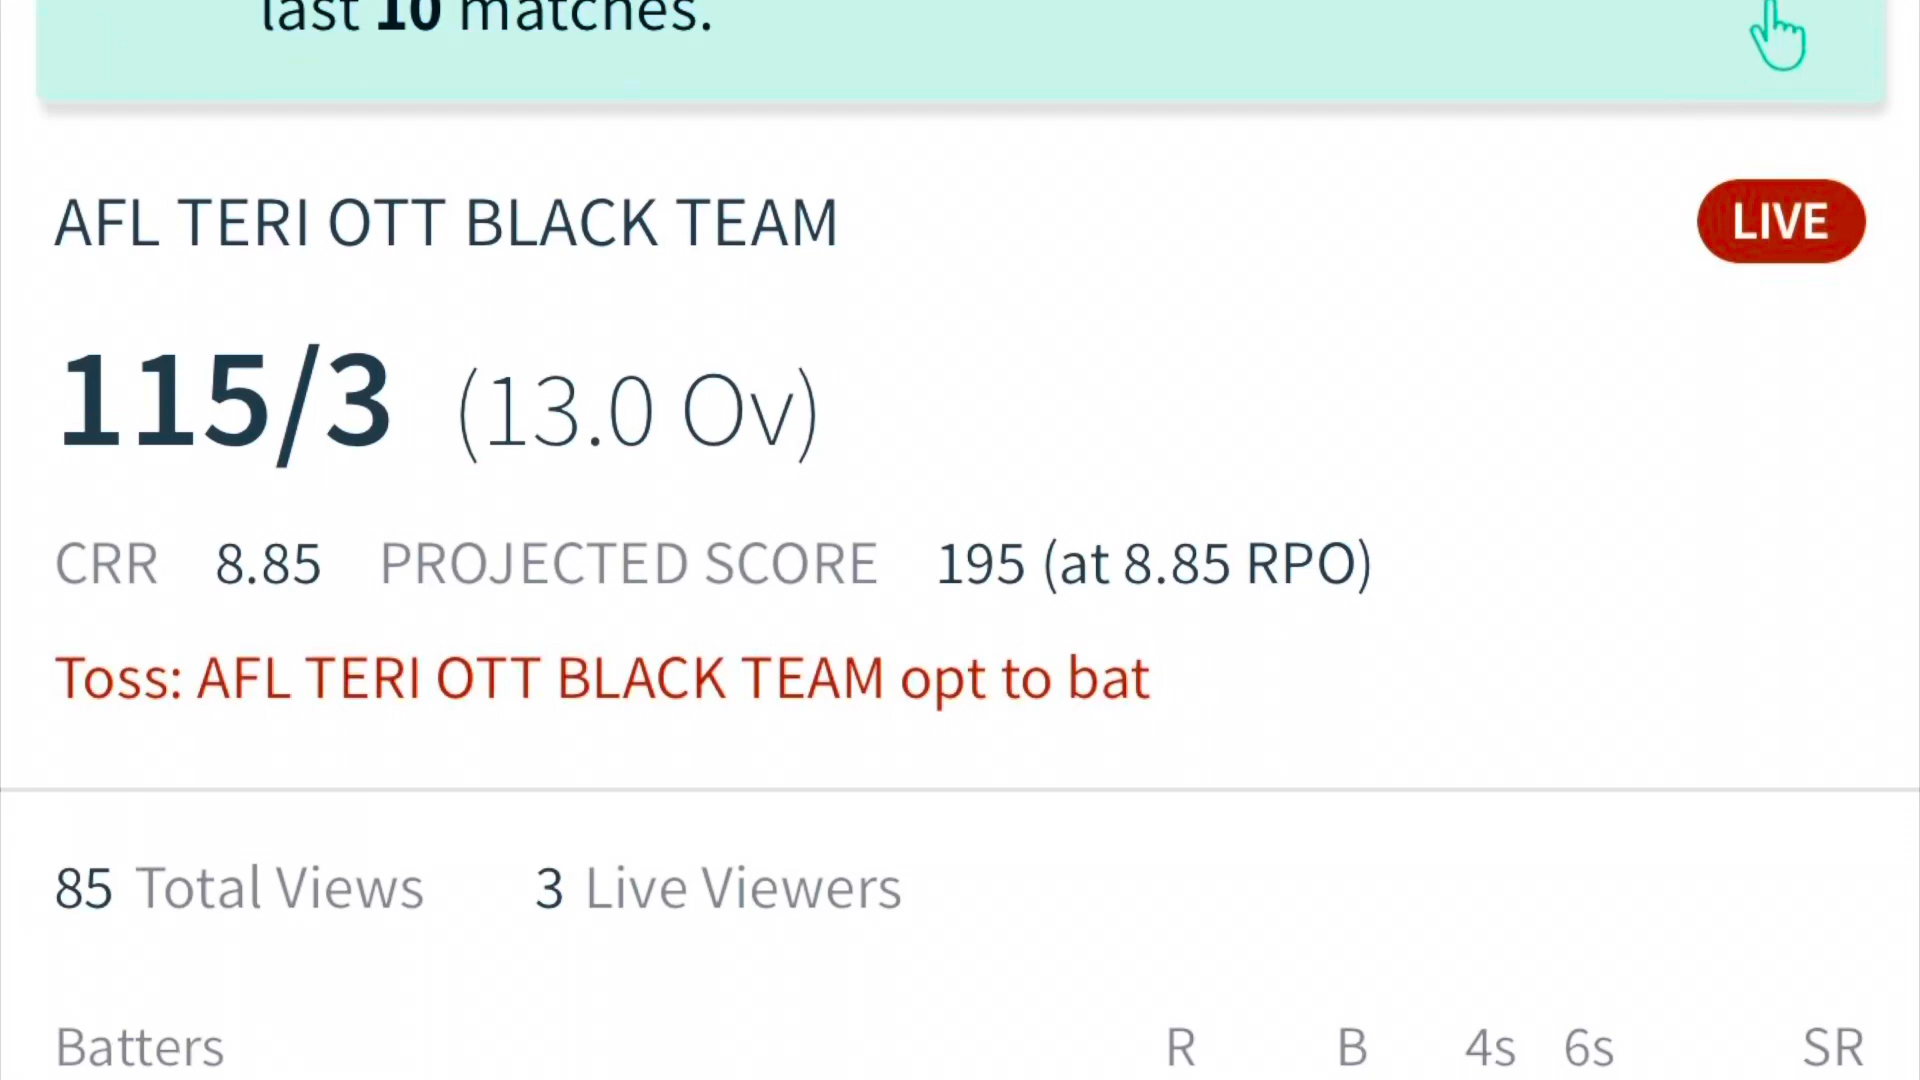 last 10 matches.
AFL TERI OTT BLACK TEAM LIVE
115/3 (13.0 Ov)
CRR 8.85 PROJECTED SCORE 195 (at 8.85 RPO)
Toss: AFL TERI OTT BLACK TEAM opt to bat
85 Total Views 3 Live Viewers
Batters R B 4s 6s SR